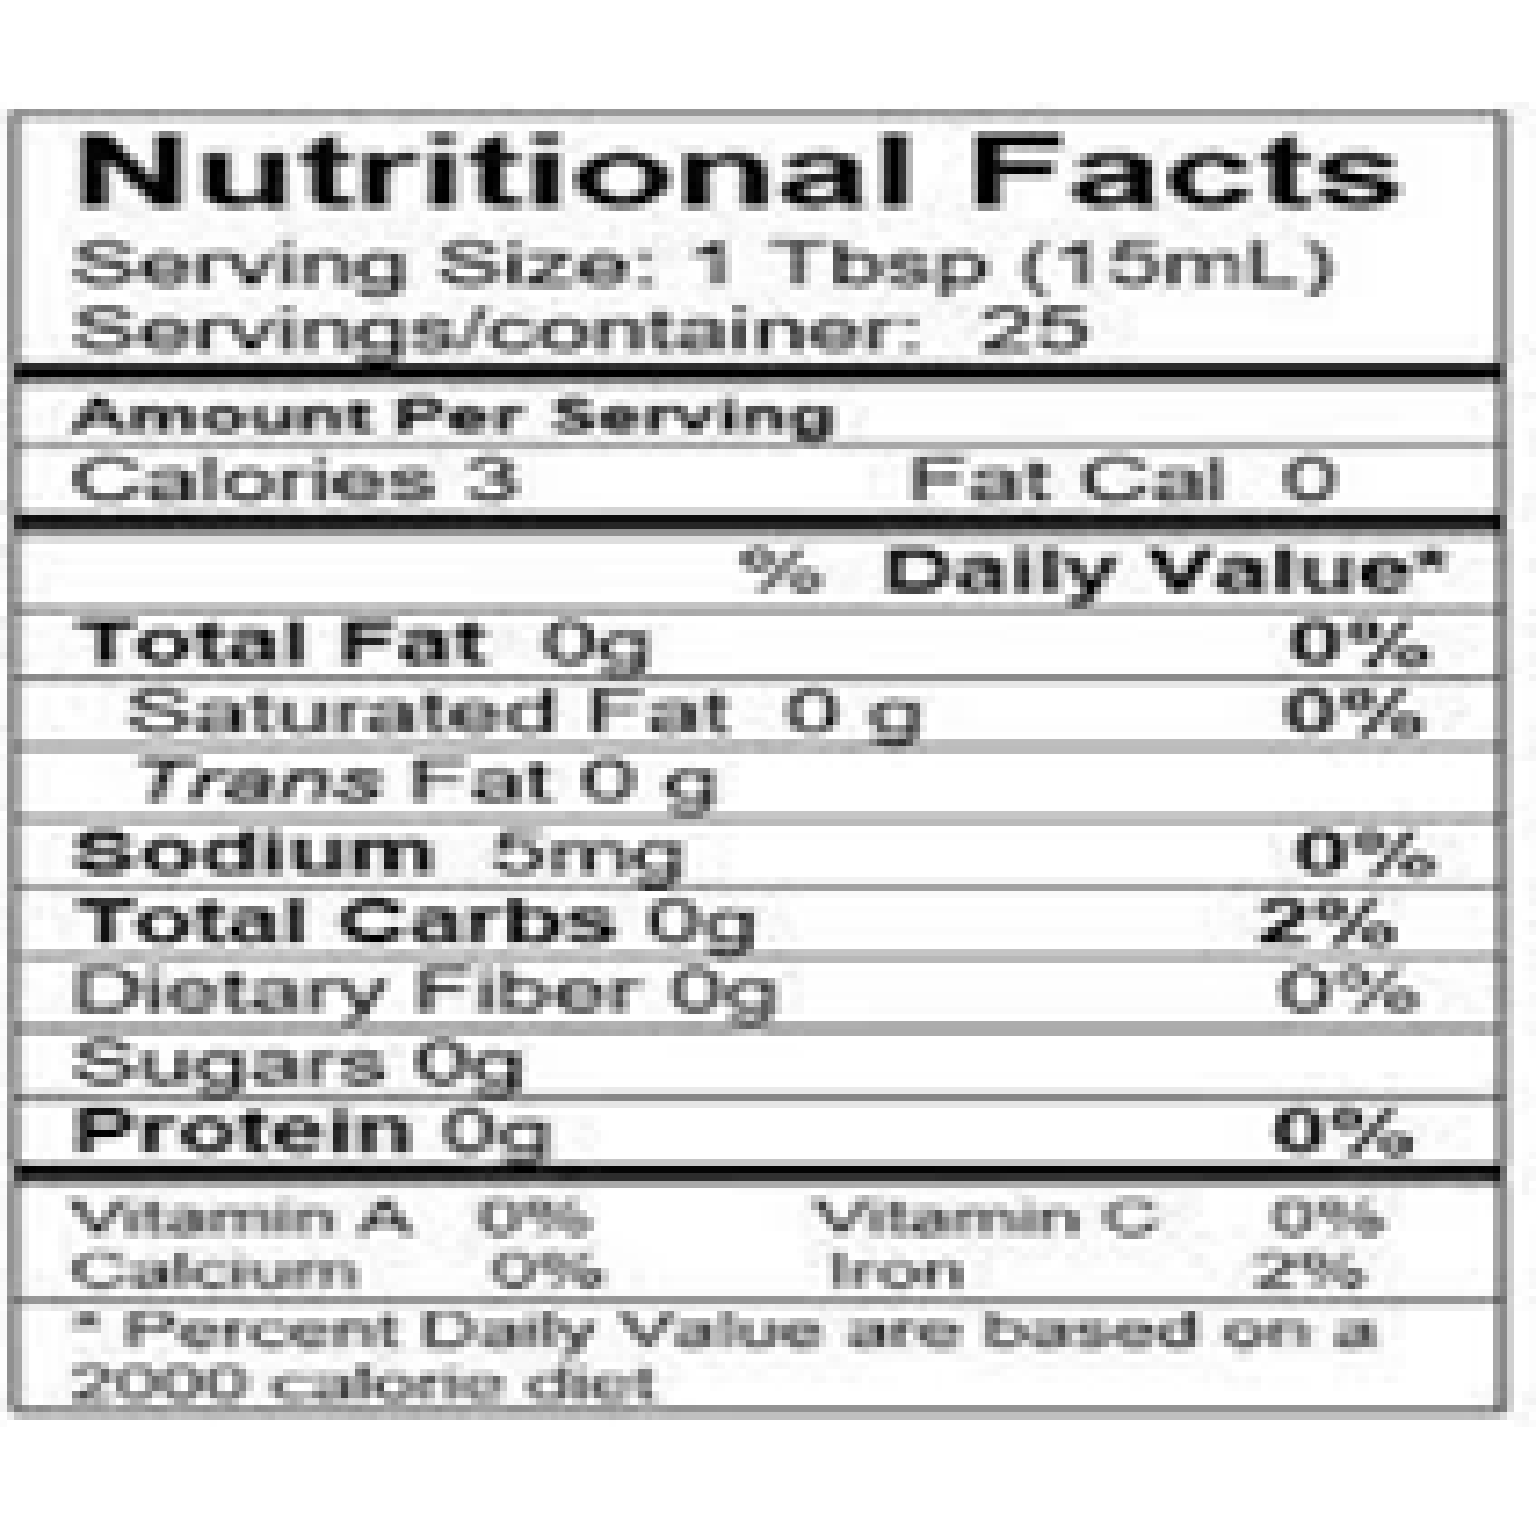 Nutritional Facts
Serving Size: 1 Tbsp (15mL)
Servings/container: 25
Amount Per Serving
Calories 3 Fat Cal 0
% Daily Value*
Total Fat 0g 0%
Saturated Fat 0 g 0%
Trans Fat 0 g
Sodium 5mg 0%
Total Carbs 0g 2%
Dietary Fiber 0g 0%
Sugars 0g
Protein 0g 0%
Vitamin A 0% Vitamin C 0%
Calcium 0% Iron 2%
* Percent Daily Value are based on a
2000 calorie diet